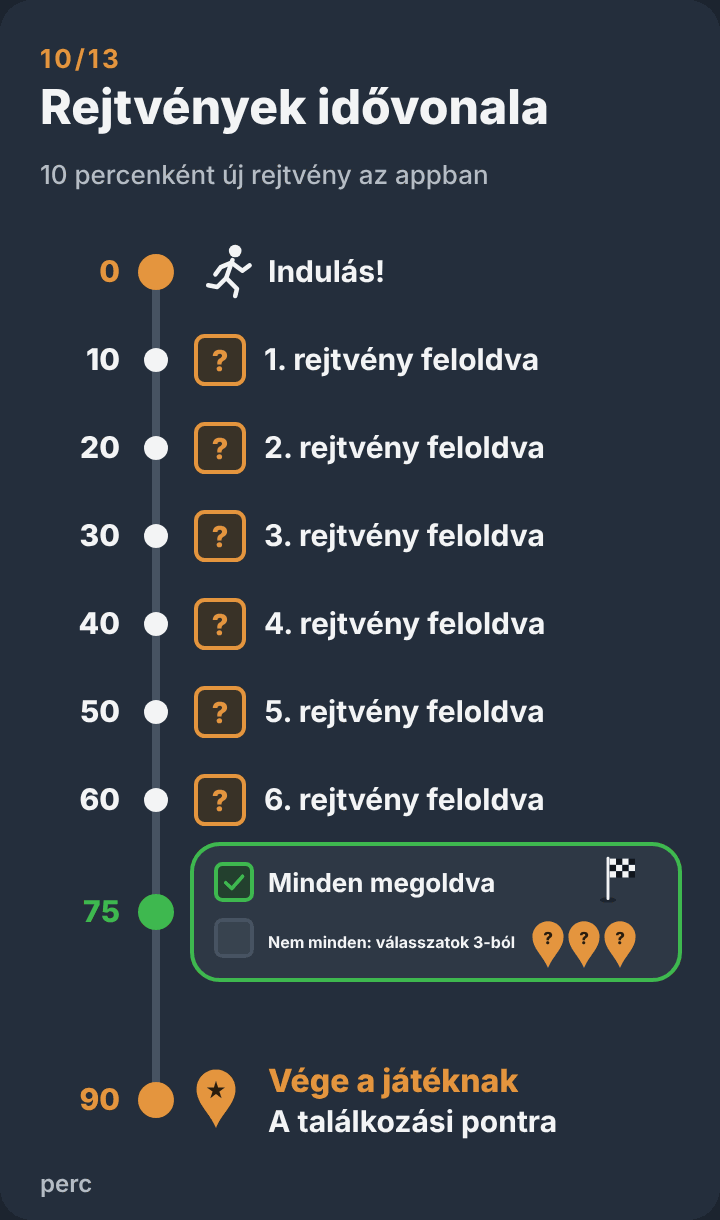 10/13
Rejtvények idővonala
10 percenként új rejtvény az appban
0 Indulás!
10 ? 1. rejtvény feloldva
20 ? 2. rejtvény feloldva
30 ? 3. rejtvény feloldva
40 ? 4. rejtvény feloldva
50 ? 5. rejtvény feloldva
60 ? 6. rejtvény feloldva
75 Minden megoldva
Nem minden: válasszatok 3-ból ? ? ?
90 Vége a játéknak
A találkozási pontra
perc